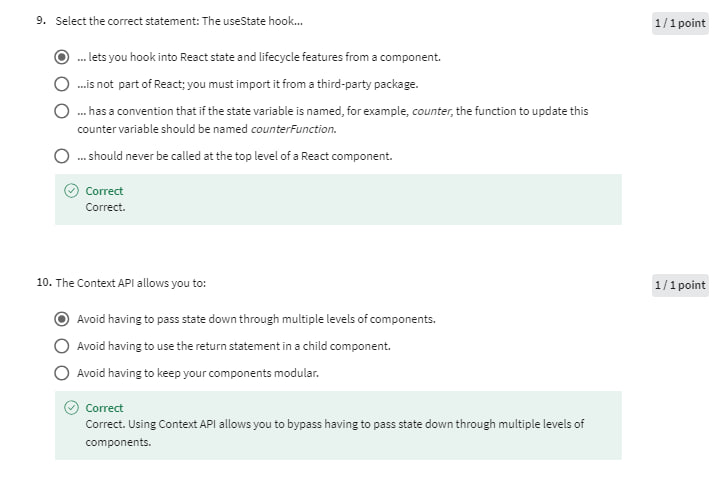 9. Select the correct statement: The useState hook...
1 / 1 point
... lets you hook into React state and lifecycle features from a component.
...is not part of React; you must import it from a third-party package.
... has a convention that if the state variable is named, for example, counter, the function to update this
counter variable should be named counterFunction.
... should never be called at the top level of a React component.
Correct
Correct.
10. The Context API allows you to:
1 / 1 point
Avoid having to pass state down through multiple levels of components.
Avoid having to use the return statement in a child component.
Avoid having to keep your components modular.
Correct
Correct. Using Context API allows you to bypass having to pass state down through multiple levels of
components.